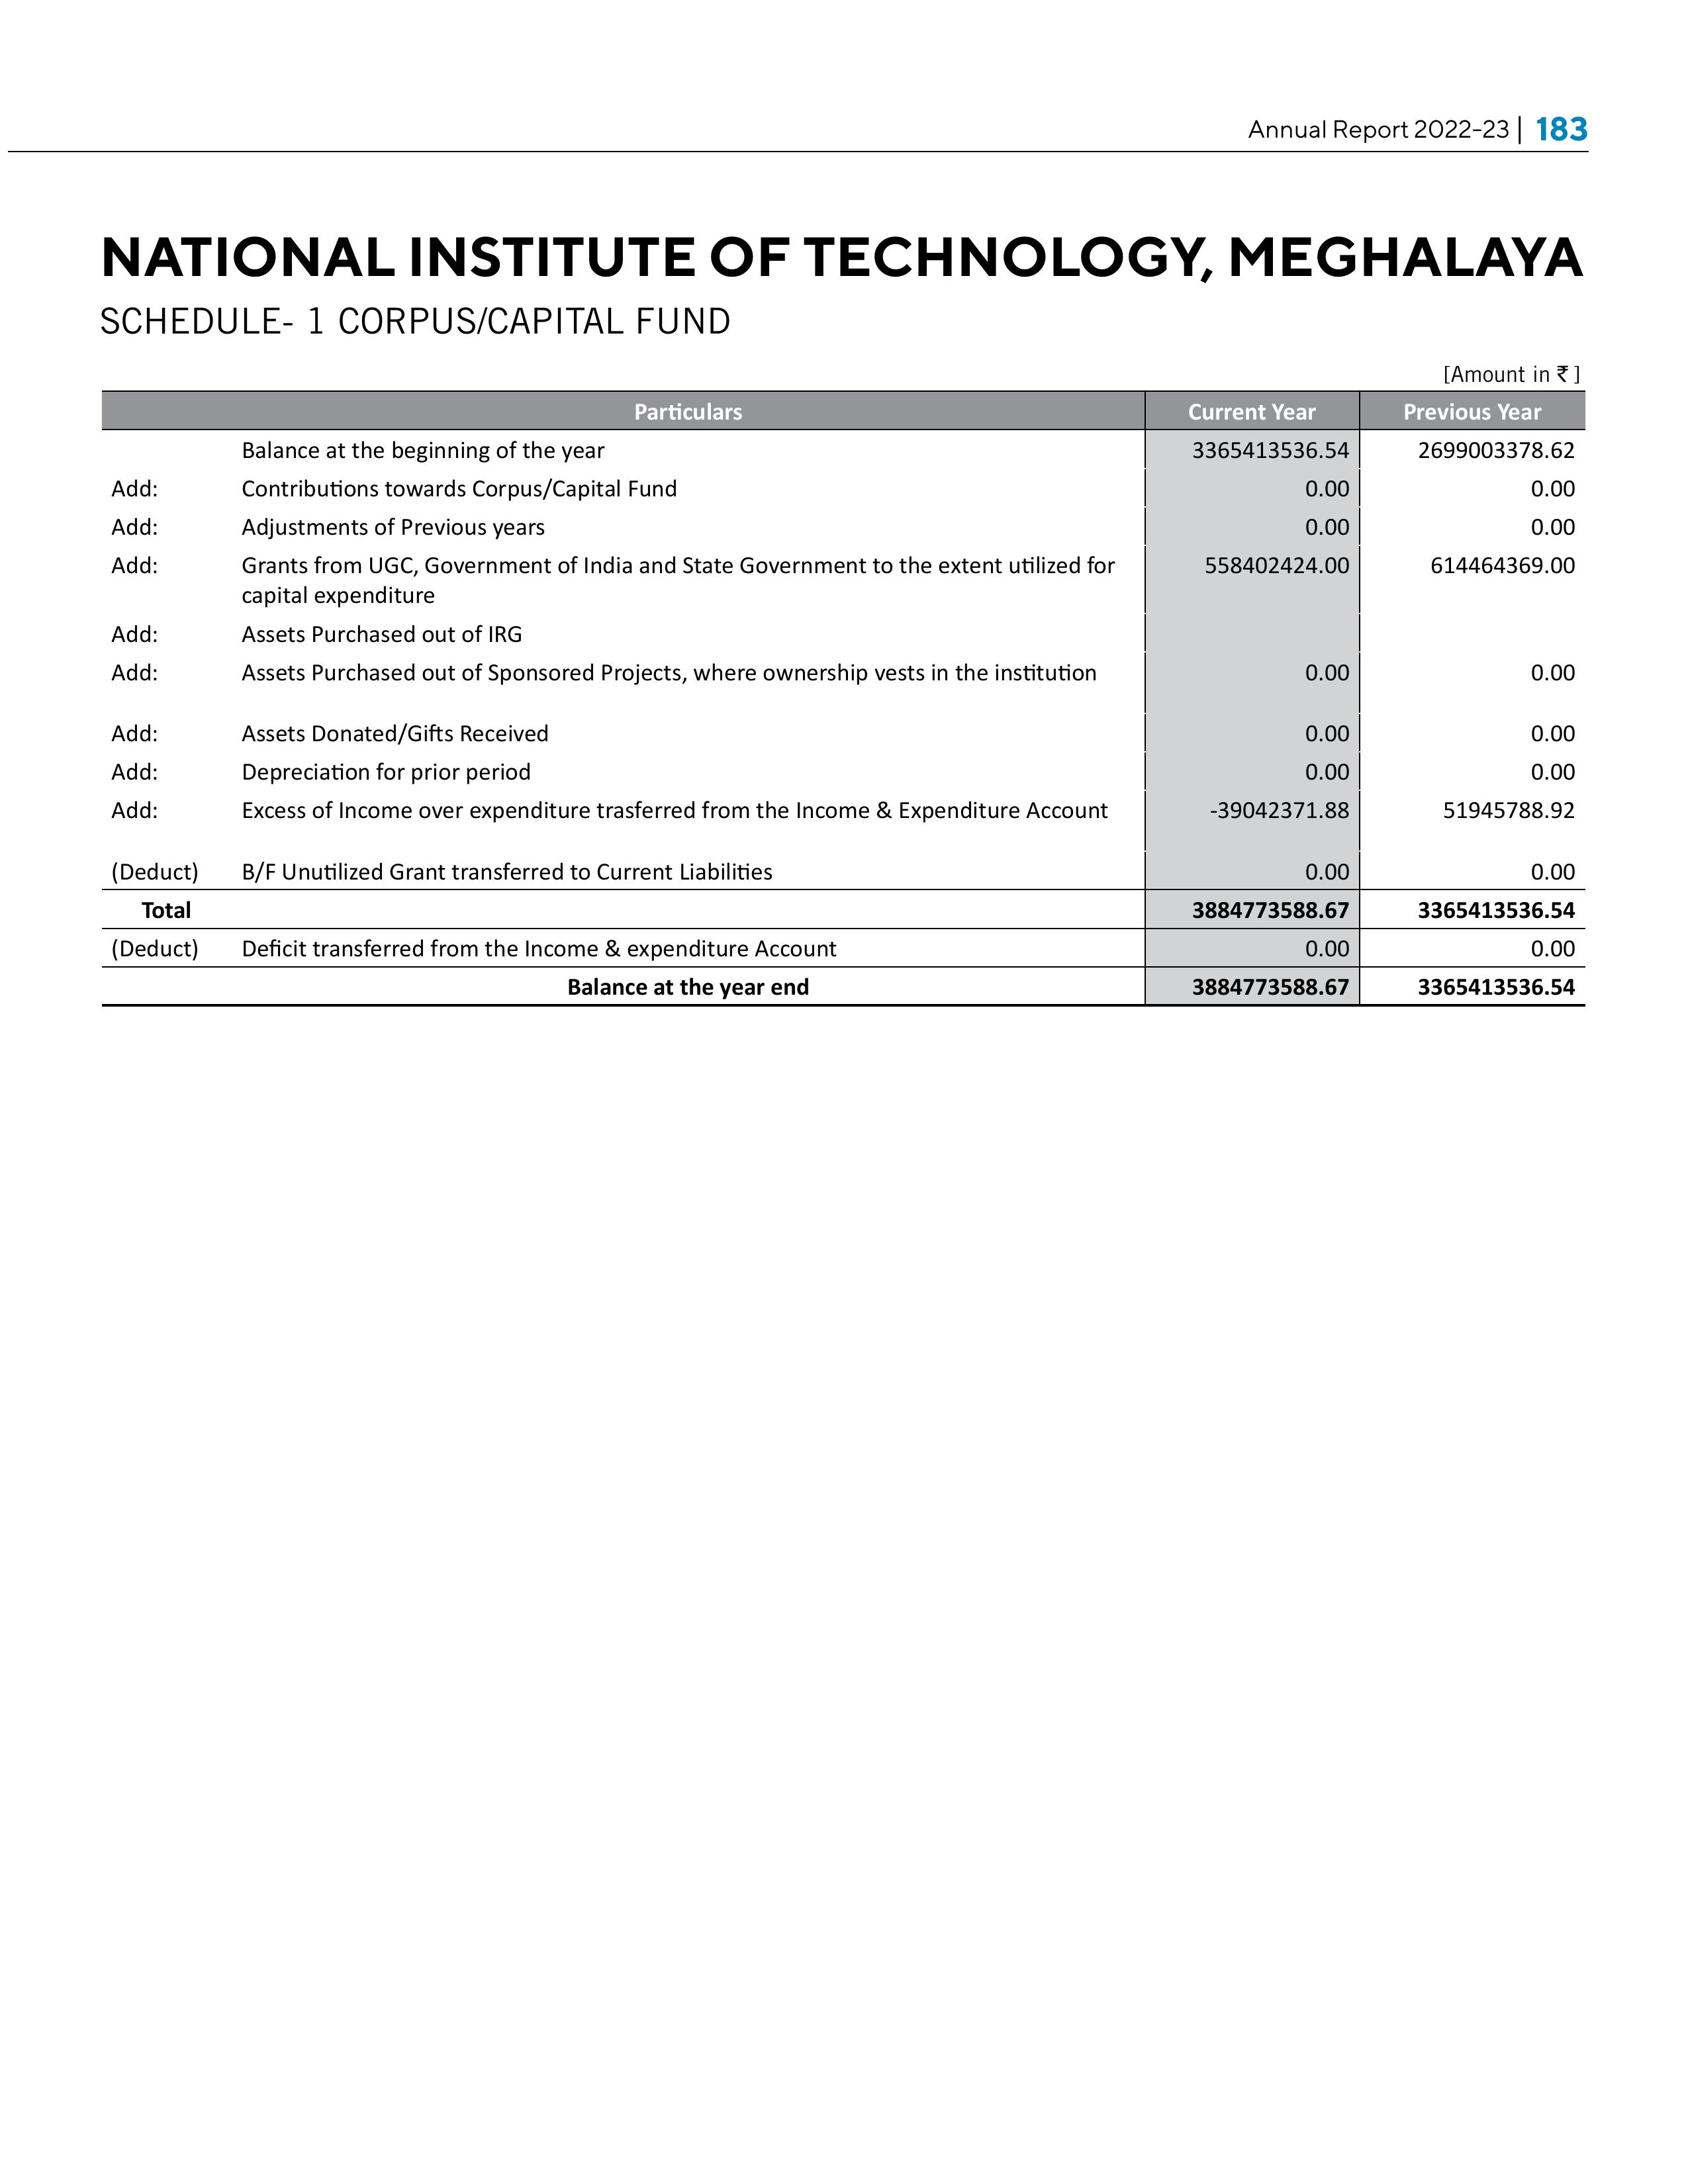 Annual Report 2022-23 | 183
NATIONAL INSTITUTE OF TECHNOLOGY, MEGHALAYA
SCHEDULE- 1 CORPUS/CAPITAL FUND
[Amount in ₹ ]
Particulars Current Year Previous Year
Balance at the beginning of the year 3365413536.54 2699003378.62
Add: Contributions towards Corpus/Capital Fund 0.00 0.00
Add: Adjustments of Previous years 0.00 0.00
Add: Grants from UGC, Government of India and State Government to the extent utilized for 558402424.00 614464369.00
capital expenditure
Add: Assets Purchased out of IRG
Add: Assets Purchased out of Sponsored Projects, where ownership vests in the institution 0.00 0.00
Add: Assets Donated/Gifts Received 0.00 0.00
Add: Depreciation for prior period 0.00 0.00
Add: Excess of Income over expenditure trasferred from the Income & Expenditure Account -39042371.88 51945788.92
(Deduct) B/F Unutilized Grant transferred to Current Liabilities 0.00 0.00
Total 3884773588.67 3365413536.54
(Deduct) Deficit transferred from the Income & expenditure Account 0.00 0.00
Balance at the year end 3884773588.67 3365413536.54